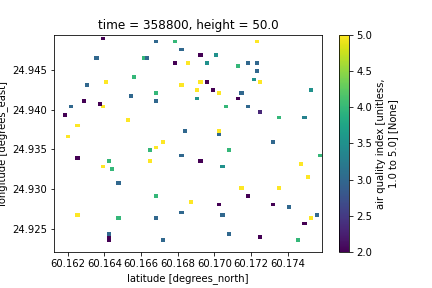 time = 358800, height = 50.0
24.945
24.940
24.935
24.930
24.925
longitude [degrees_east]
60.162 60.164 60.166 60.168 60.170 60.172 60.174
latitude [degrees_north]
5.0
4.5
4.0
3.5
3.0
2.5
2.0
air quality index [unitless,
1.0 to 5.0] [None]